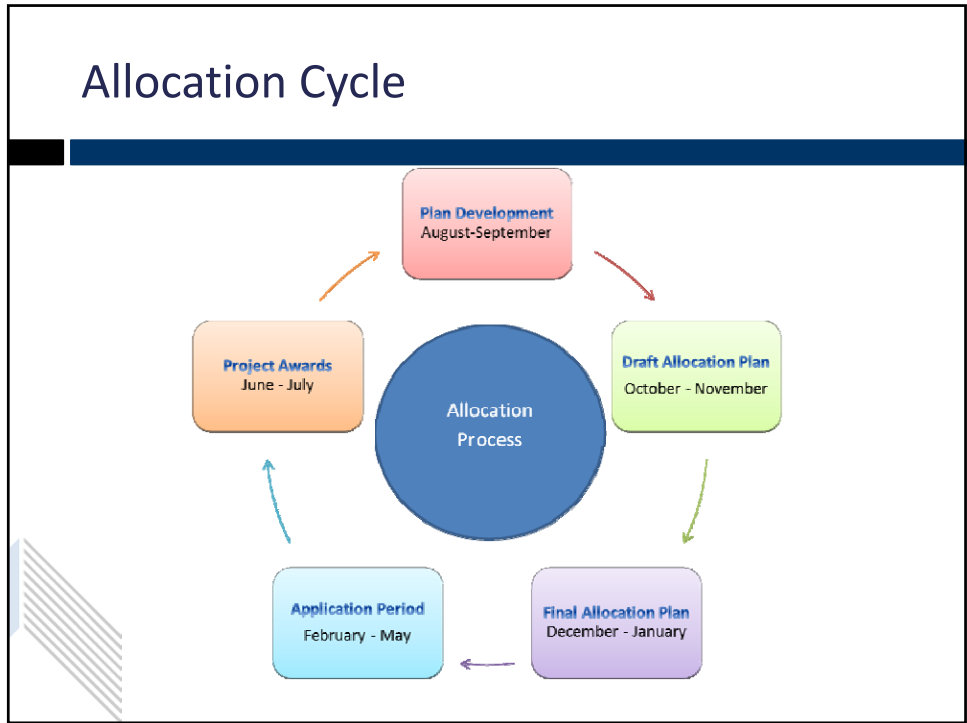 Allocation Cycle
Plan Development
August-September
Draft Allocation Plan
October - November
Final Allocation Plan
December - January
Application Period
February - May
Project Awards
June - July
Allocation
Process